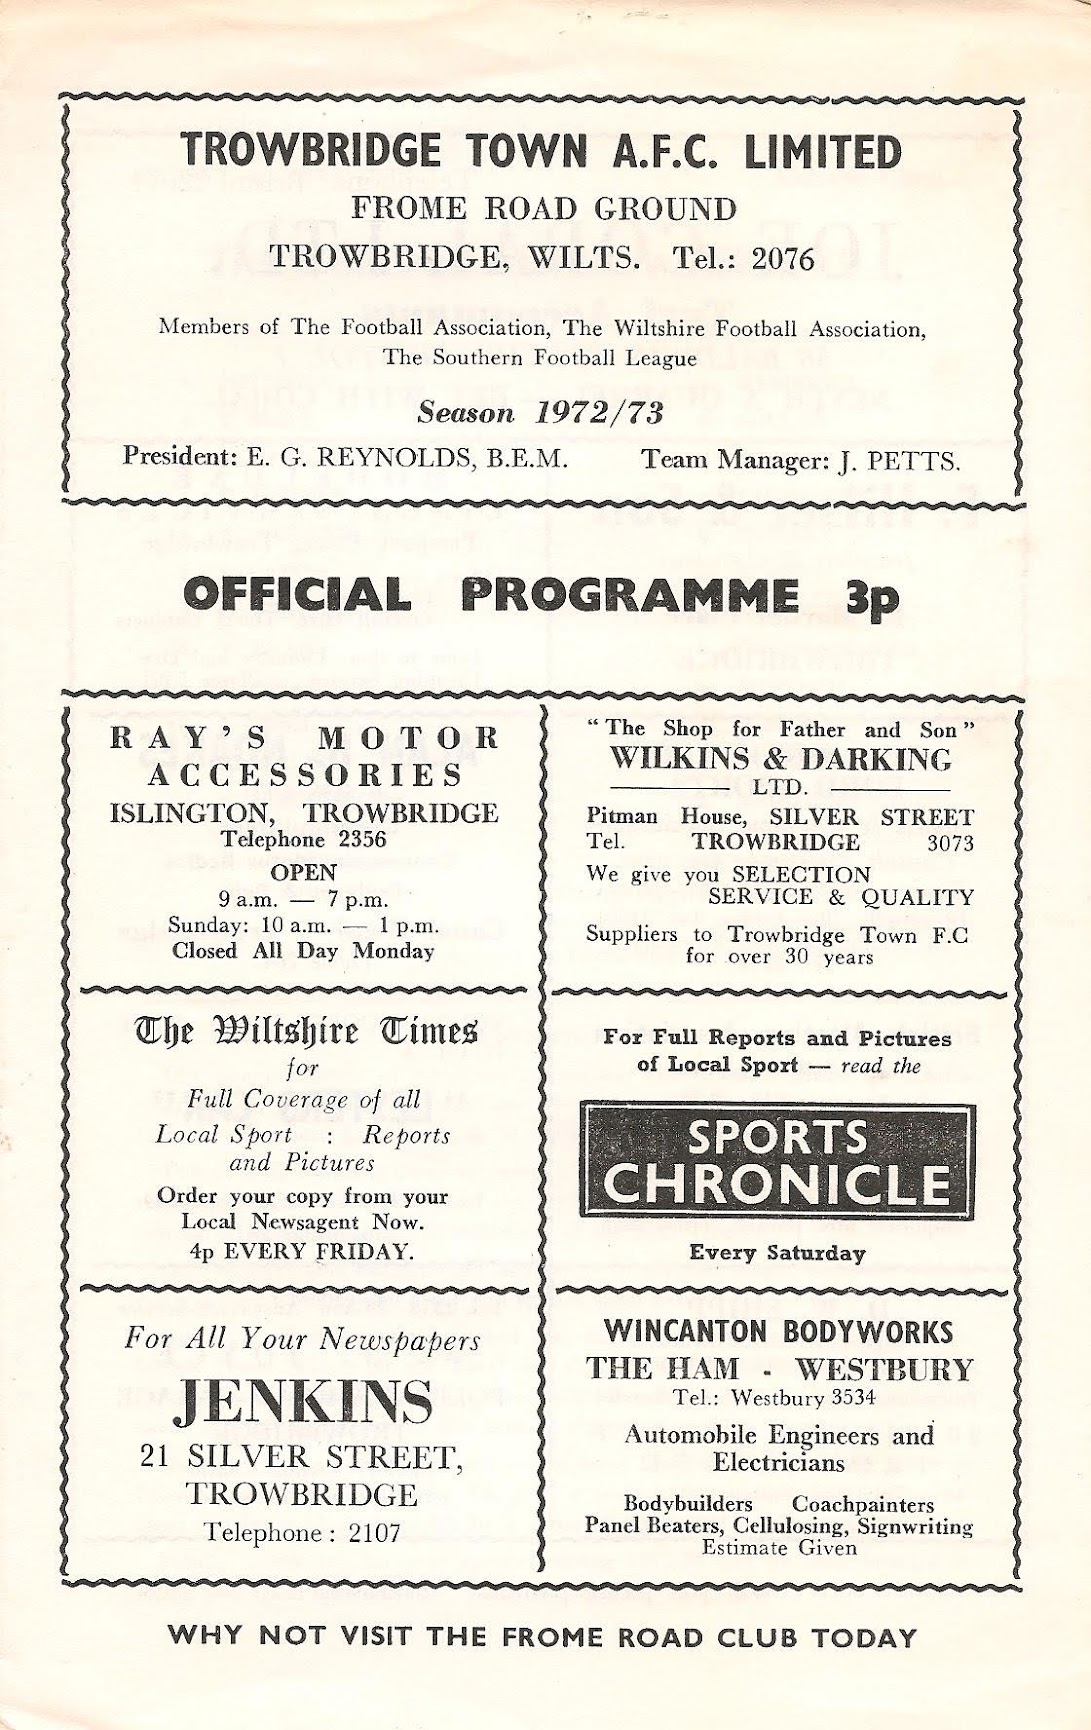 TROWBRIDGE TOWN A.F.C. LIMITED
FROME ROAD GROUND
TROWBRIDGE, WILTS. Tel.: 2076
Members of The Football Association, The Wiltshire Football Association,
The Southern Football League
Season 1972/73
President: E. G. REYNOLDS, B.E.M. Team Manager: J. PETTS.
OFFICIAL PROGRAMME 3p
RAY'S MOTOR
ACCESSORIES
ISLINGTON, TROWBRIDGE
Telephone 2356
OPEN
9 a.m. — 7 p.m.
Sunday: 10 a.m. — 1 p.m.
Closed All Day Monday
"The Shop for Father and Son"
WILKINS & DARKING
LTD.
Pitman House, SILVER STREET
Tel. TROWBRIDGE 3073
We give you SELECTION
SERVICE & QUALITY
Suppliers to Trowbridge Town F.C
for over 30 years
The Wiltshire Times
for
Full Coverage of all
Local Sport : Reports
and Pictures
Order your copy from your
Local Newsagent Now.
4p EVERY FRIDAY.
For Full Reports and Pictures
of Local Sport — read the
SPORTS
CHRONICLE
Every Saturday
For All Your Newspapers
JENKINS
21 SILVER STREET,
TROWBRIDGE
Telephone : 2107
WINCANTON BODYWORKS
THE HAM - WESTBURY
Tel.: Westbury 3534
Automobile Engineers and
Electricians
Bodybuilders Coachpainters
Panel Beaters, Cellulosing, Signwriting
Estimate Given
WHY NOT VISIT THE FROME ROAD CLUB TODAY